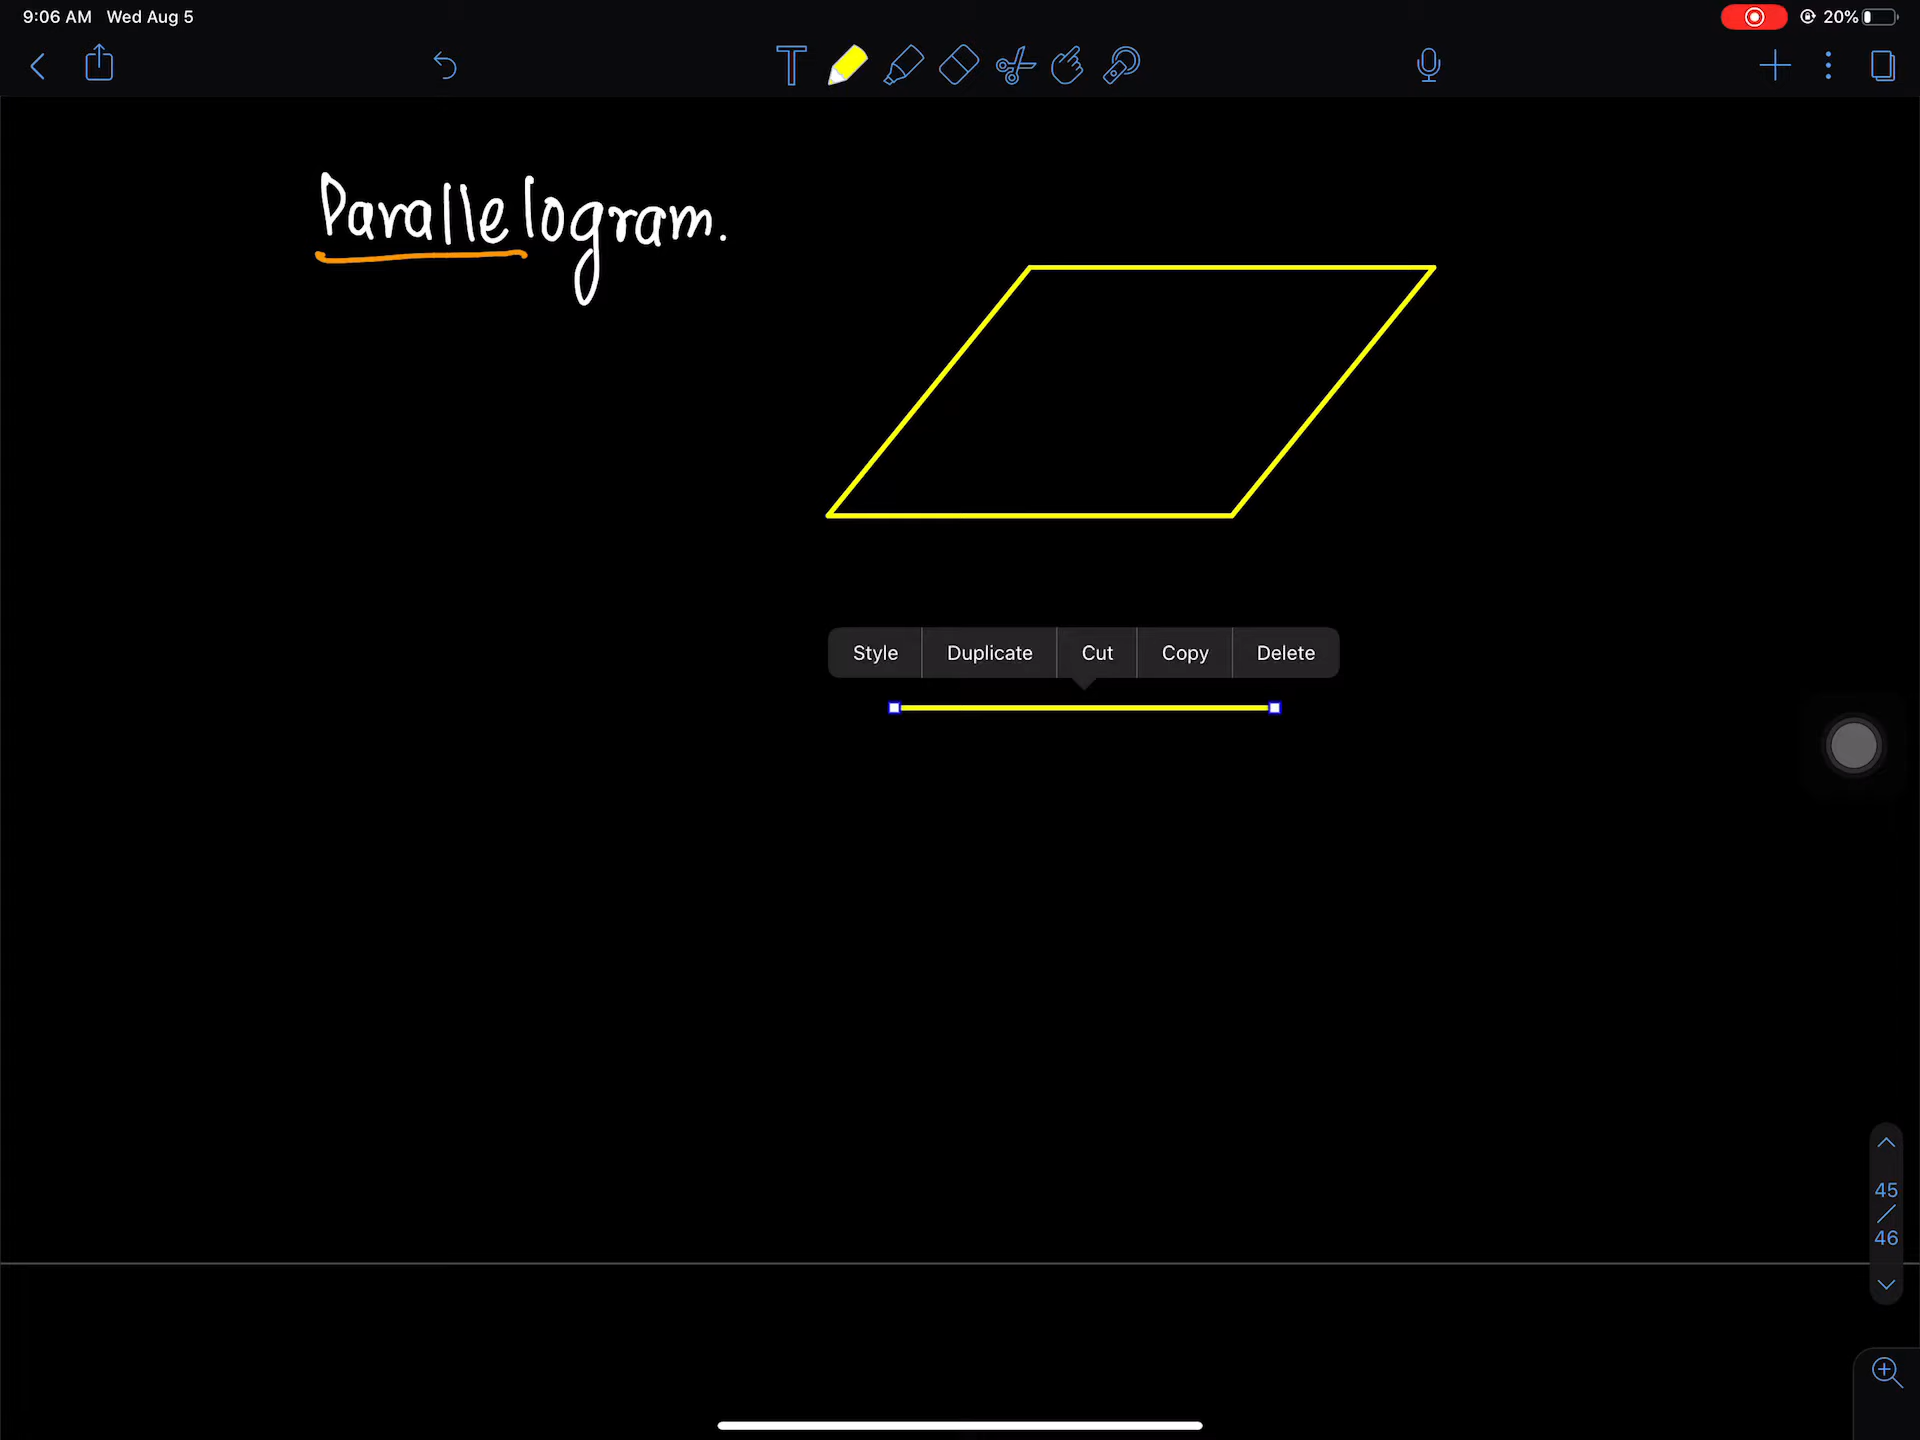 9:06 AM Wed Aug 5
20%
T
Parallelogram.
Style Duplicate Cut Copy Delete
45
/
46